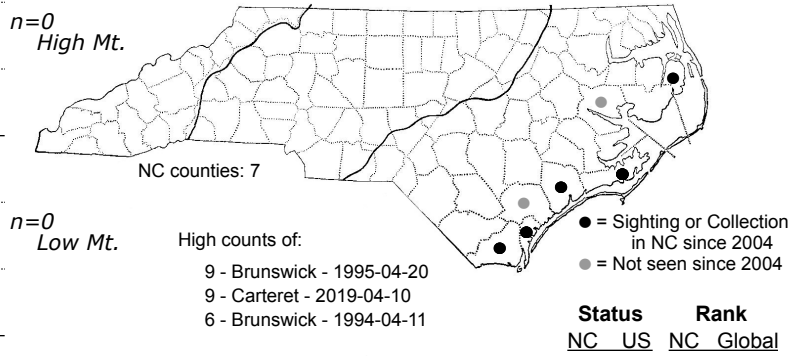 n=0
High Mt.
NC counties: 7
n=0
Low Mt.
High counts of:
9 - Brunswick - 1995-04-20
9 - Carteret - 2019-04-10
6 - Brunswick - 1994-04-11
= Sighting or Collection
in NC since 2004
= Not seen since 2004
Status Rank
NC US NC Global